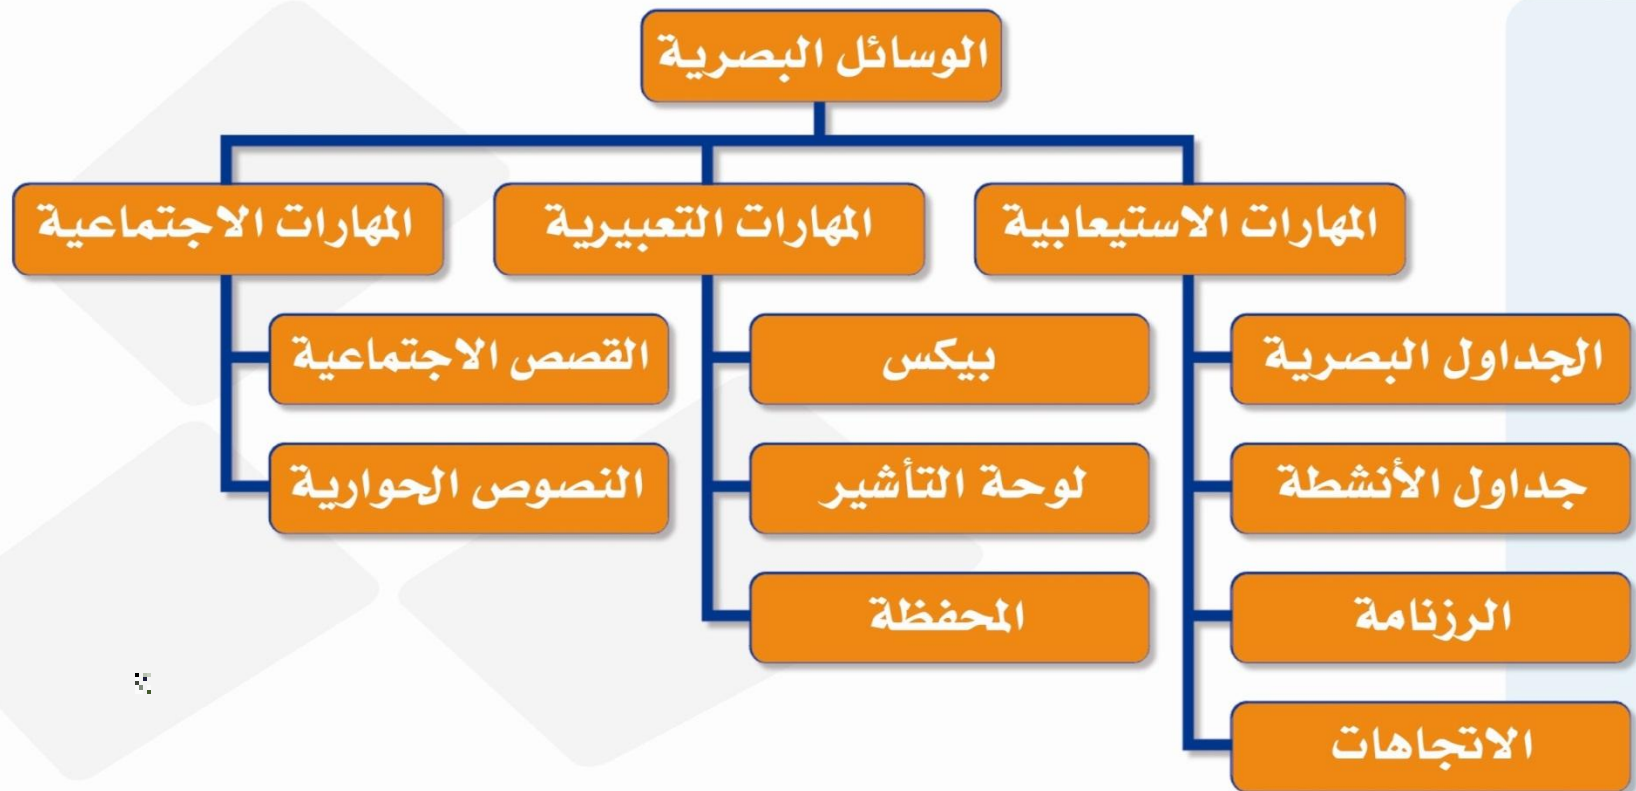 الوسائل البصرية
المهارات الاستيعابية
المهارات التعبيرية
المهارات الاجتماعية
الجداول البصرية
بيكس
القصص الاجتماعية
جداول الأنشطة
لوحة التأشير
النصوص الحوارية
الرزنامة
المحفظة
الاتجاهات